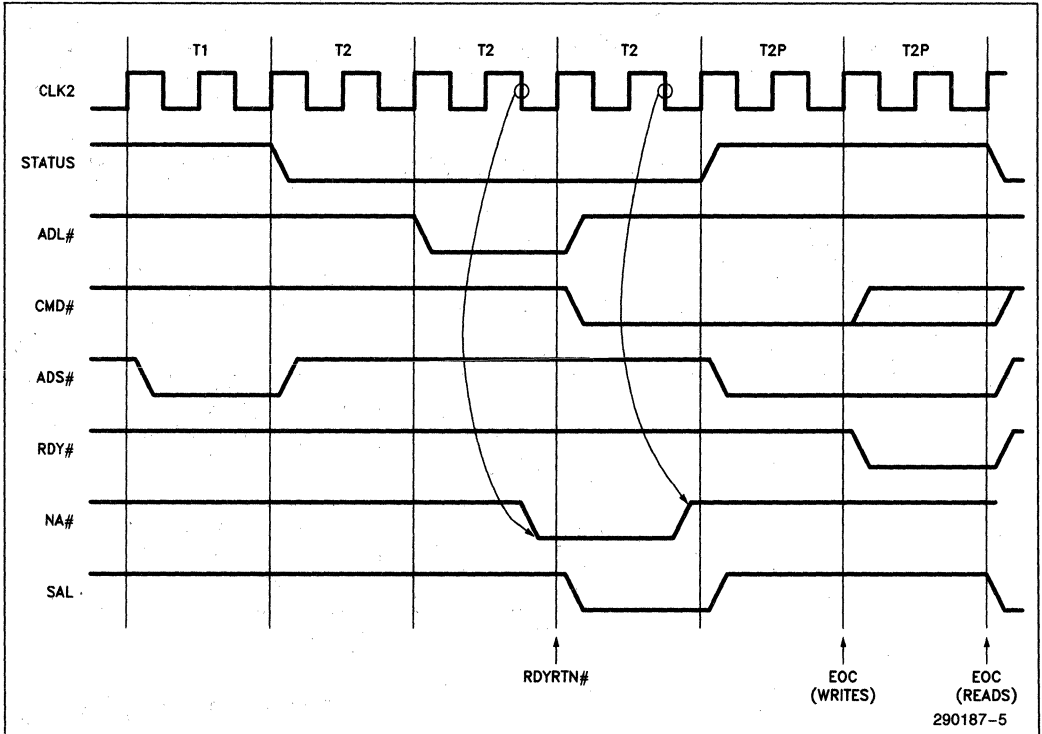 T1 T2 T2 T2 T2P T2P
CLK2
STATUS
ADL#
CMD#
ADS#
RDY#
NA#
SAL
RDYRTN#
EOC
(WRITES)
EOC
(READS)
290187-5